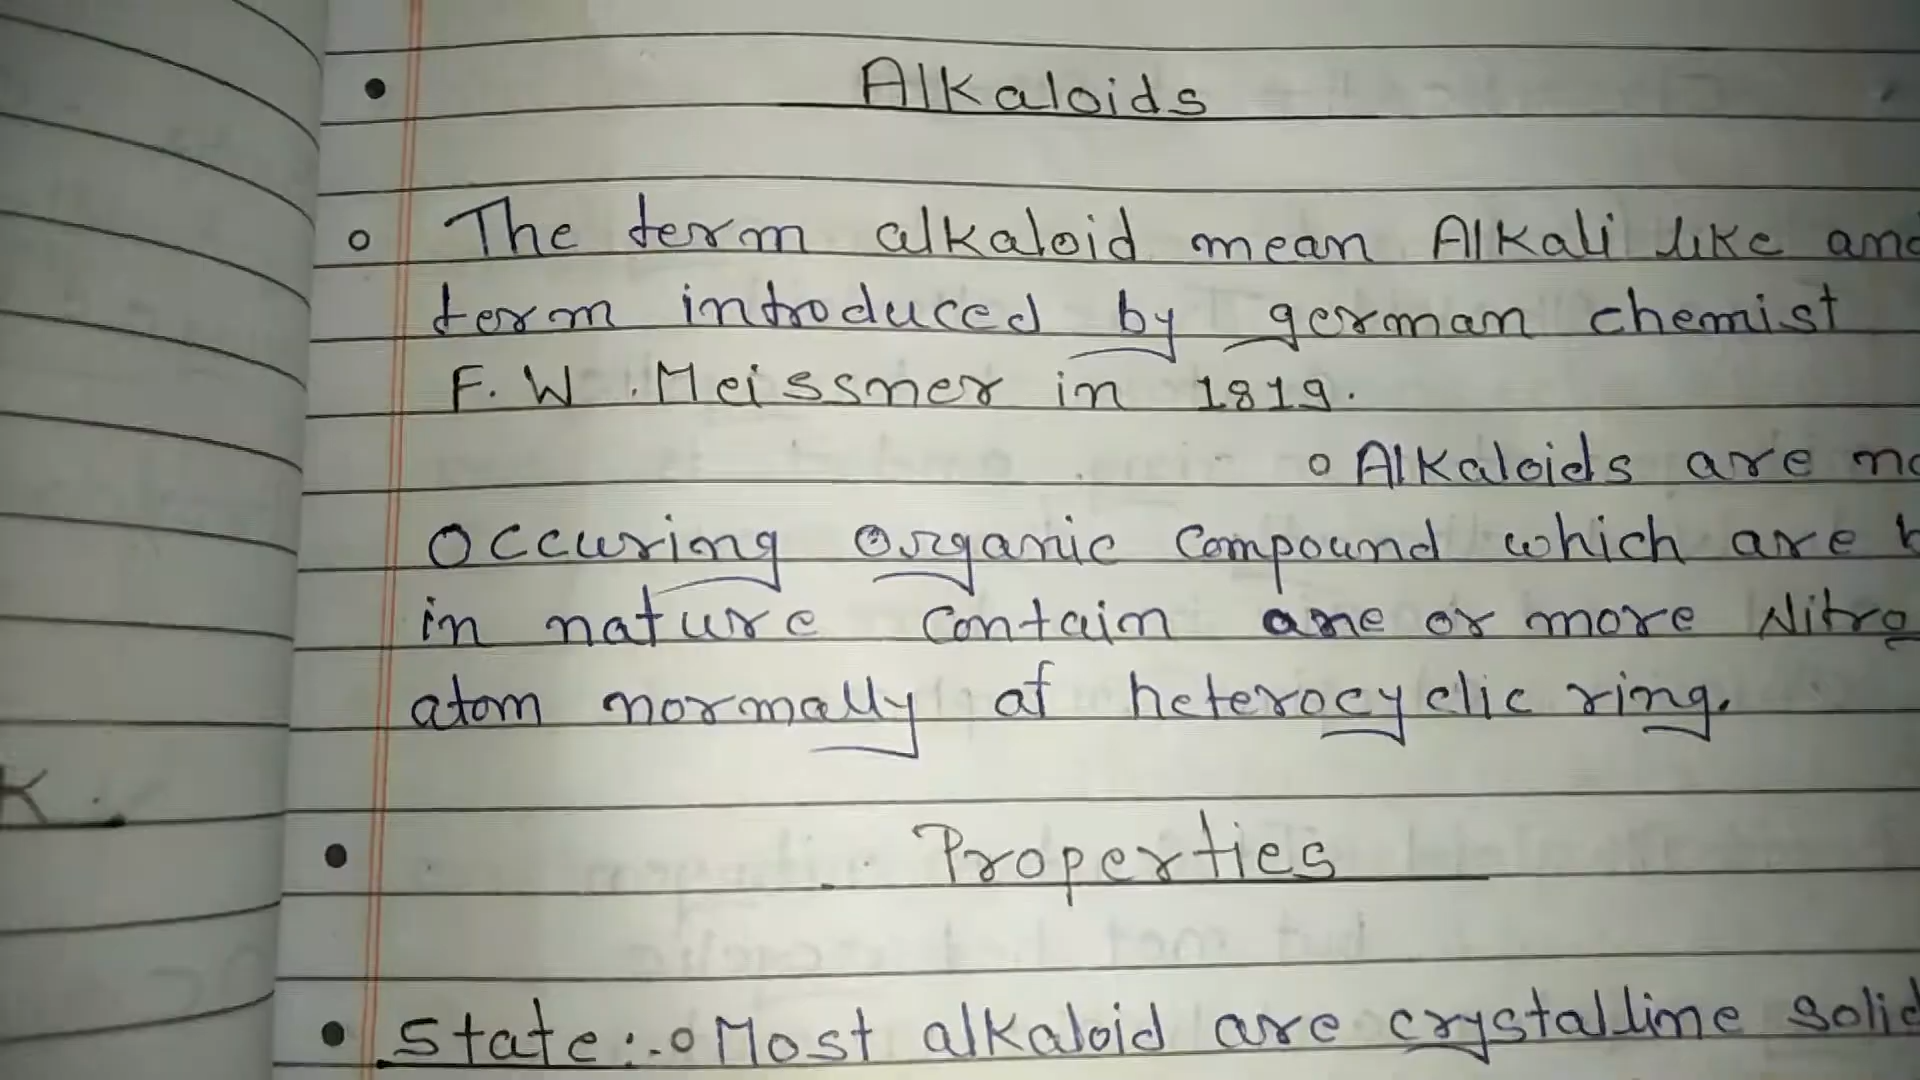 Alkaloids
The term alkaloid mean Alkali like
term introduced by german chemist
F. W. Meissner in 1819.
Alkaloids are
Occuring organic compound which are
in nature contain one or more
atom normally of heterocyclic ring.
Properties
State:- Most alkaloid are crystalline